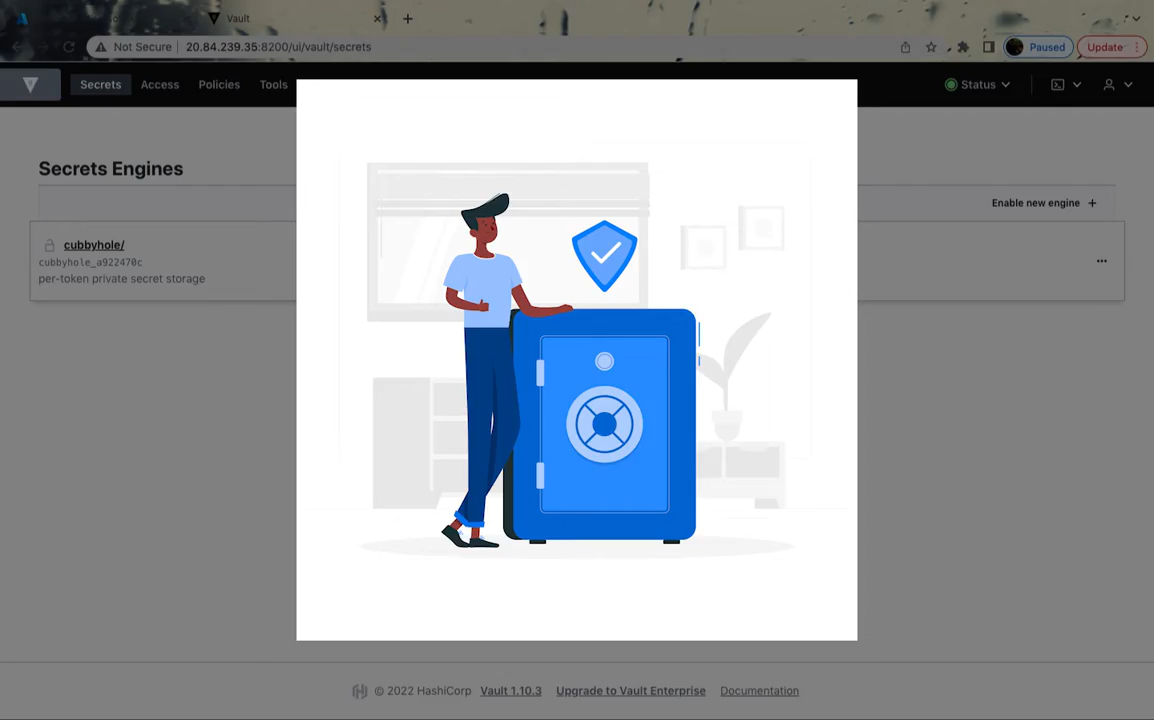 Vault
Not Secure 20.84.239.35:8200/ui/vault/secrets
Paused
Update
Secrets Access Policies Tools
Status
Secrets Engines
Enable new engine +
cubbyhole/
cubbyhole_a922470c
per-token private secret storage
© 2022 HashiCorp Vault 1.10.3 Upgrade to Vault Enterprise Documentation